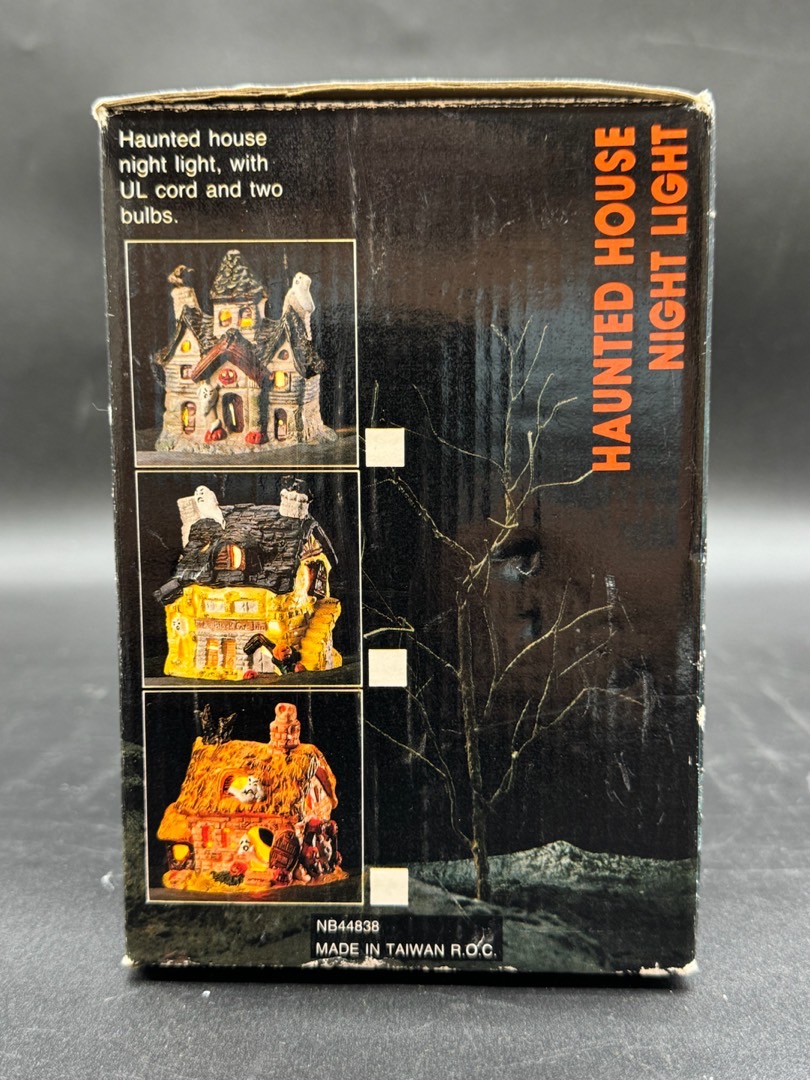 Haunted house
night light, with
UL cord and two
bulbs.
HAUNTED HOUSE
NIGHT LIGHT
NB44838
MADE IN TAIWAN R.O.C.